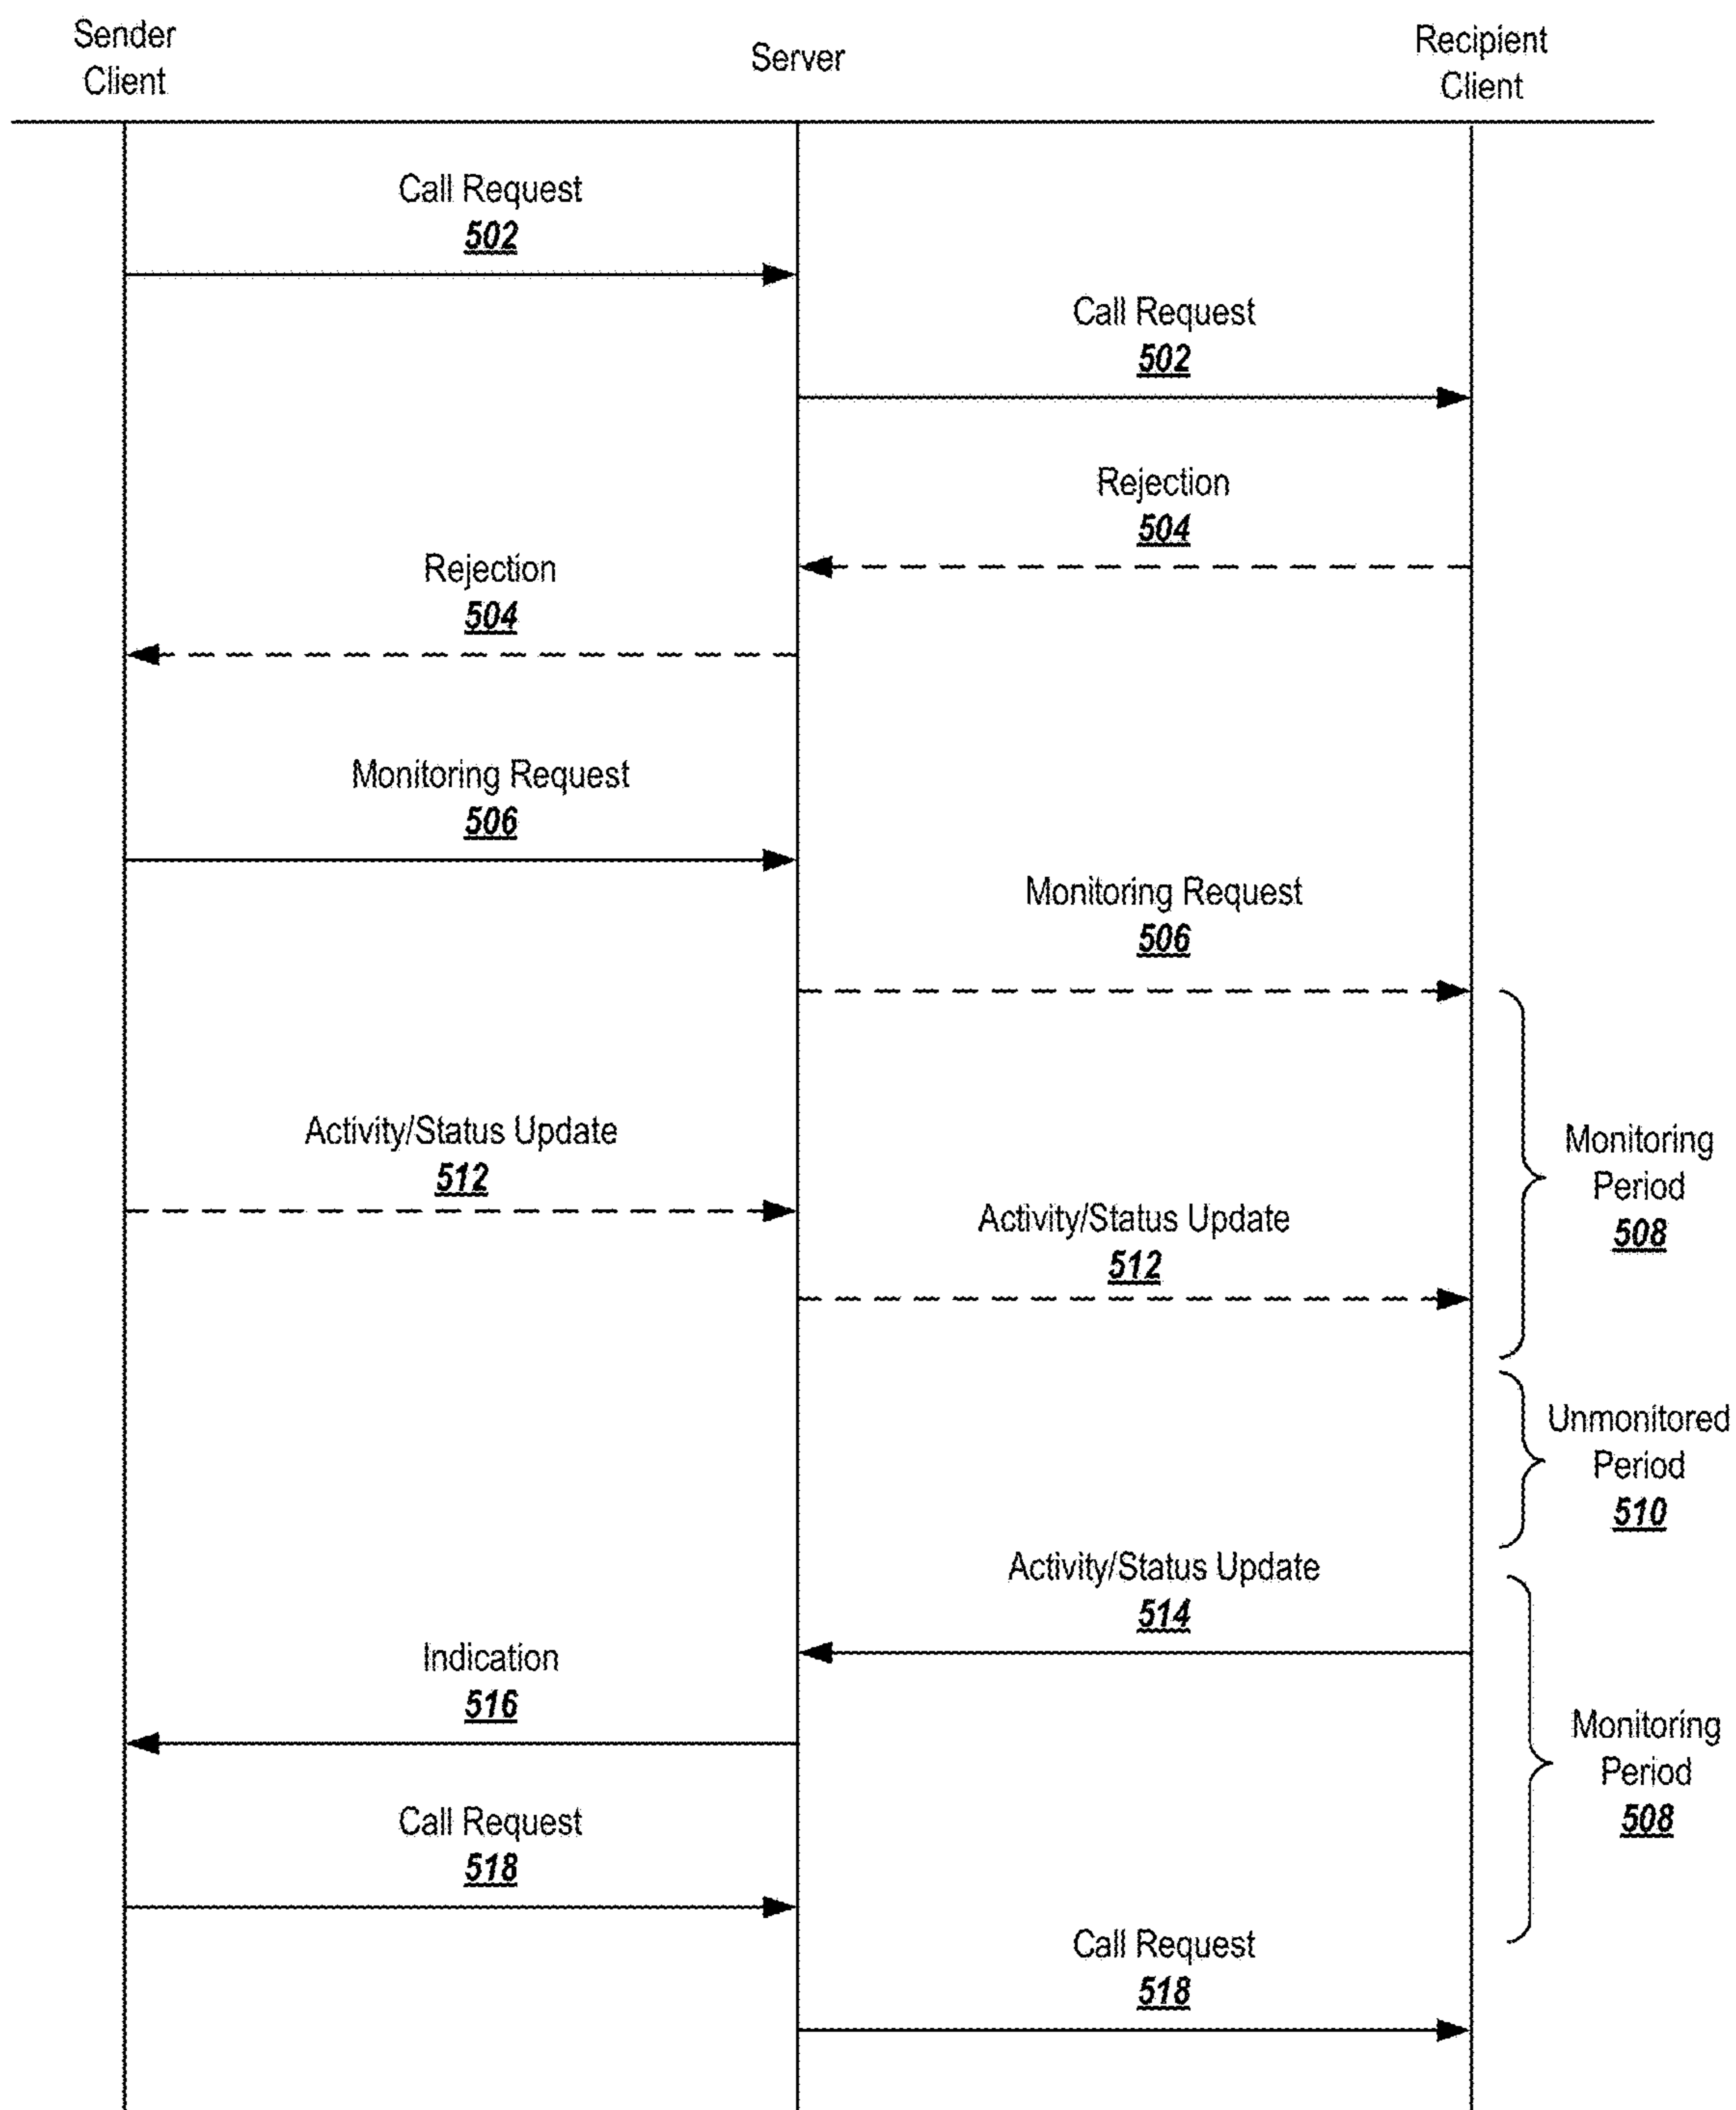 Sender
Client
Server
Recipient
Client
Call Request
502
Call Request
502
Rejection
504
Rejection
504
Monitoring Request
506
Monitoring Request
506
Activity/Status Update
512
Monitoring
Period
508
Activity/Status Update
512
Unmonitored
Period
510
Activity/Status Update
514
Indication
516
Monitoring
Period
508
Call Request
518
Call Request
518